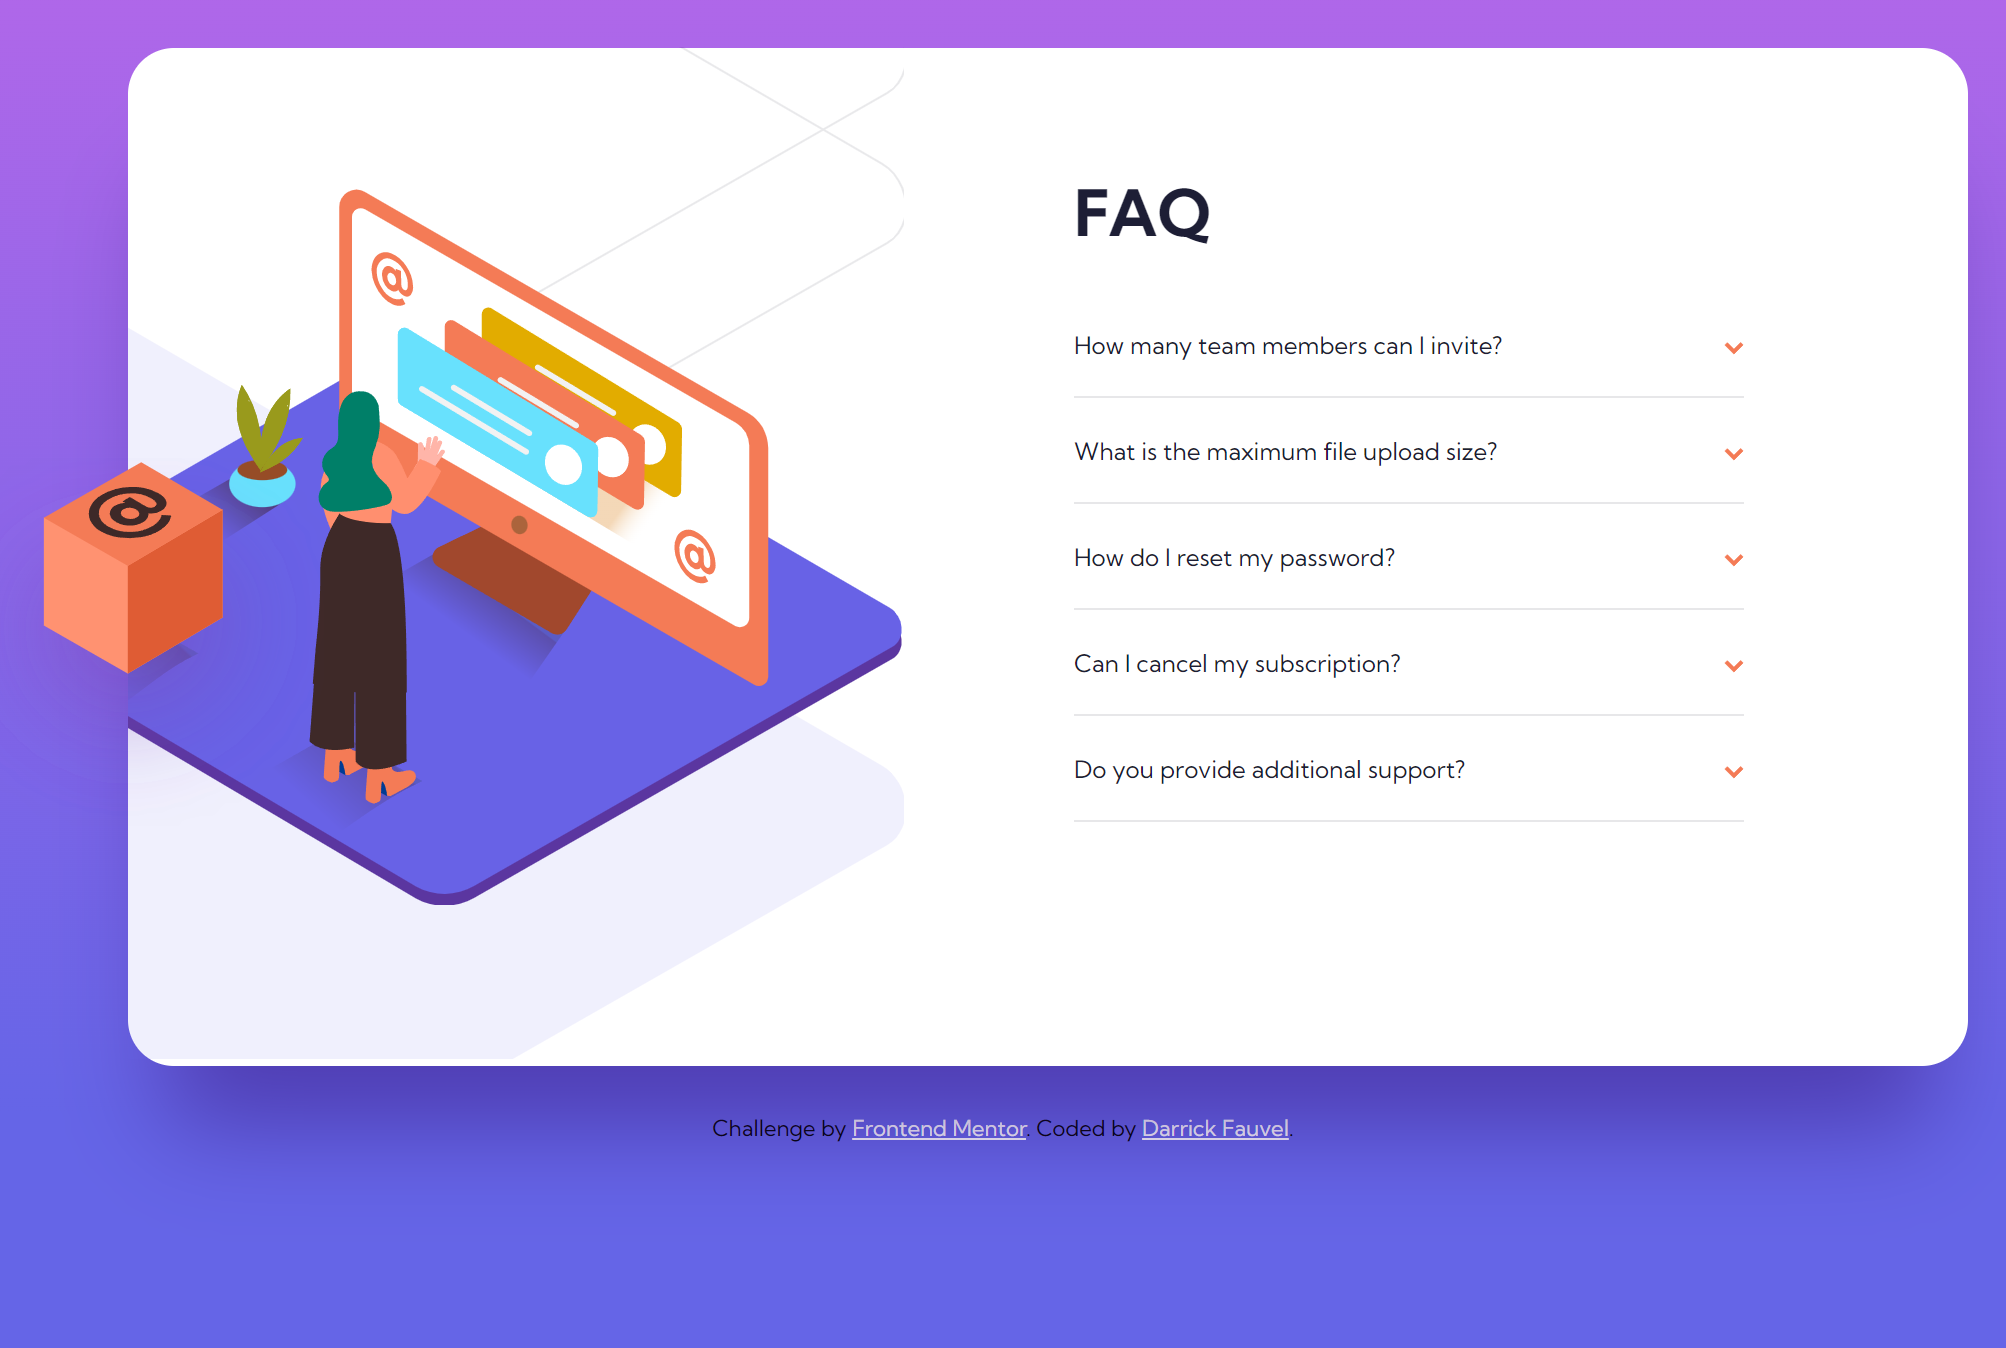 @
@
@
@
FAQ
How many team members can I invite?
What is the maximum file upload size?
How do I reset my password?
Can I cancel my subscription?
Do you provide additional support?
Challenge by Frontend Mentor. Coded by Darrick Fauvel.